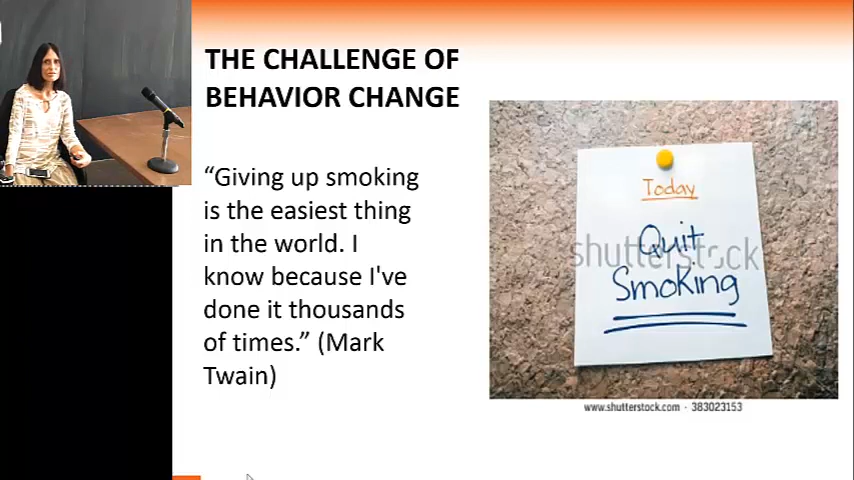 THE CHALLENGE OF
BEHAVIOR CHANGE
“Giving up smoking
is the easiest thing
in the world. I
know because I've
done it thousands
of times.” (Mark
Twain)
Today
Quit
shutterstock
Smoking
www.shutterstock.com · 383023153